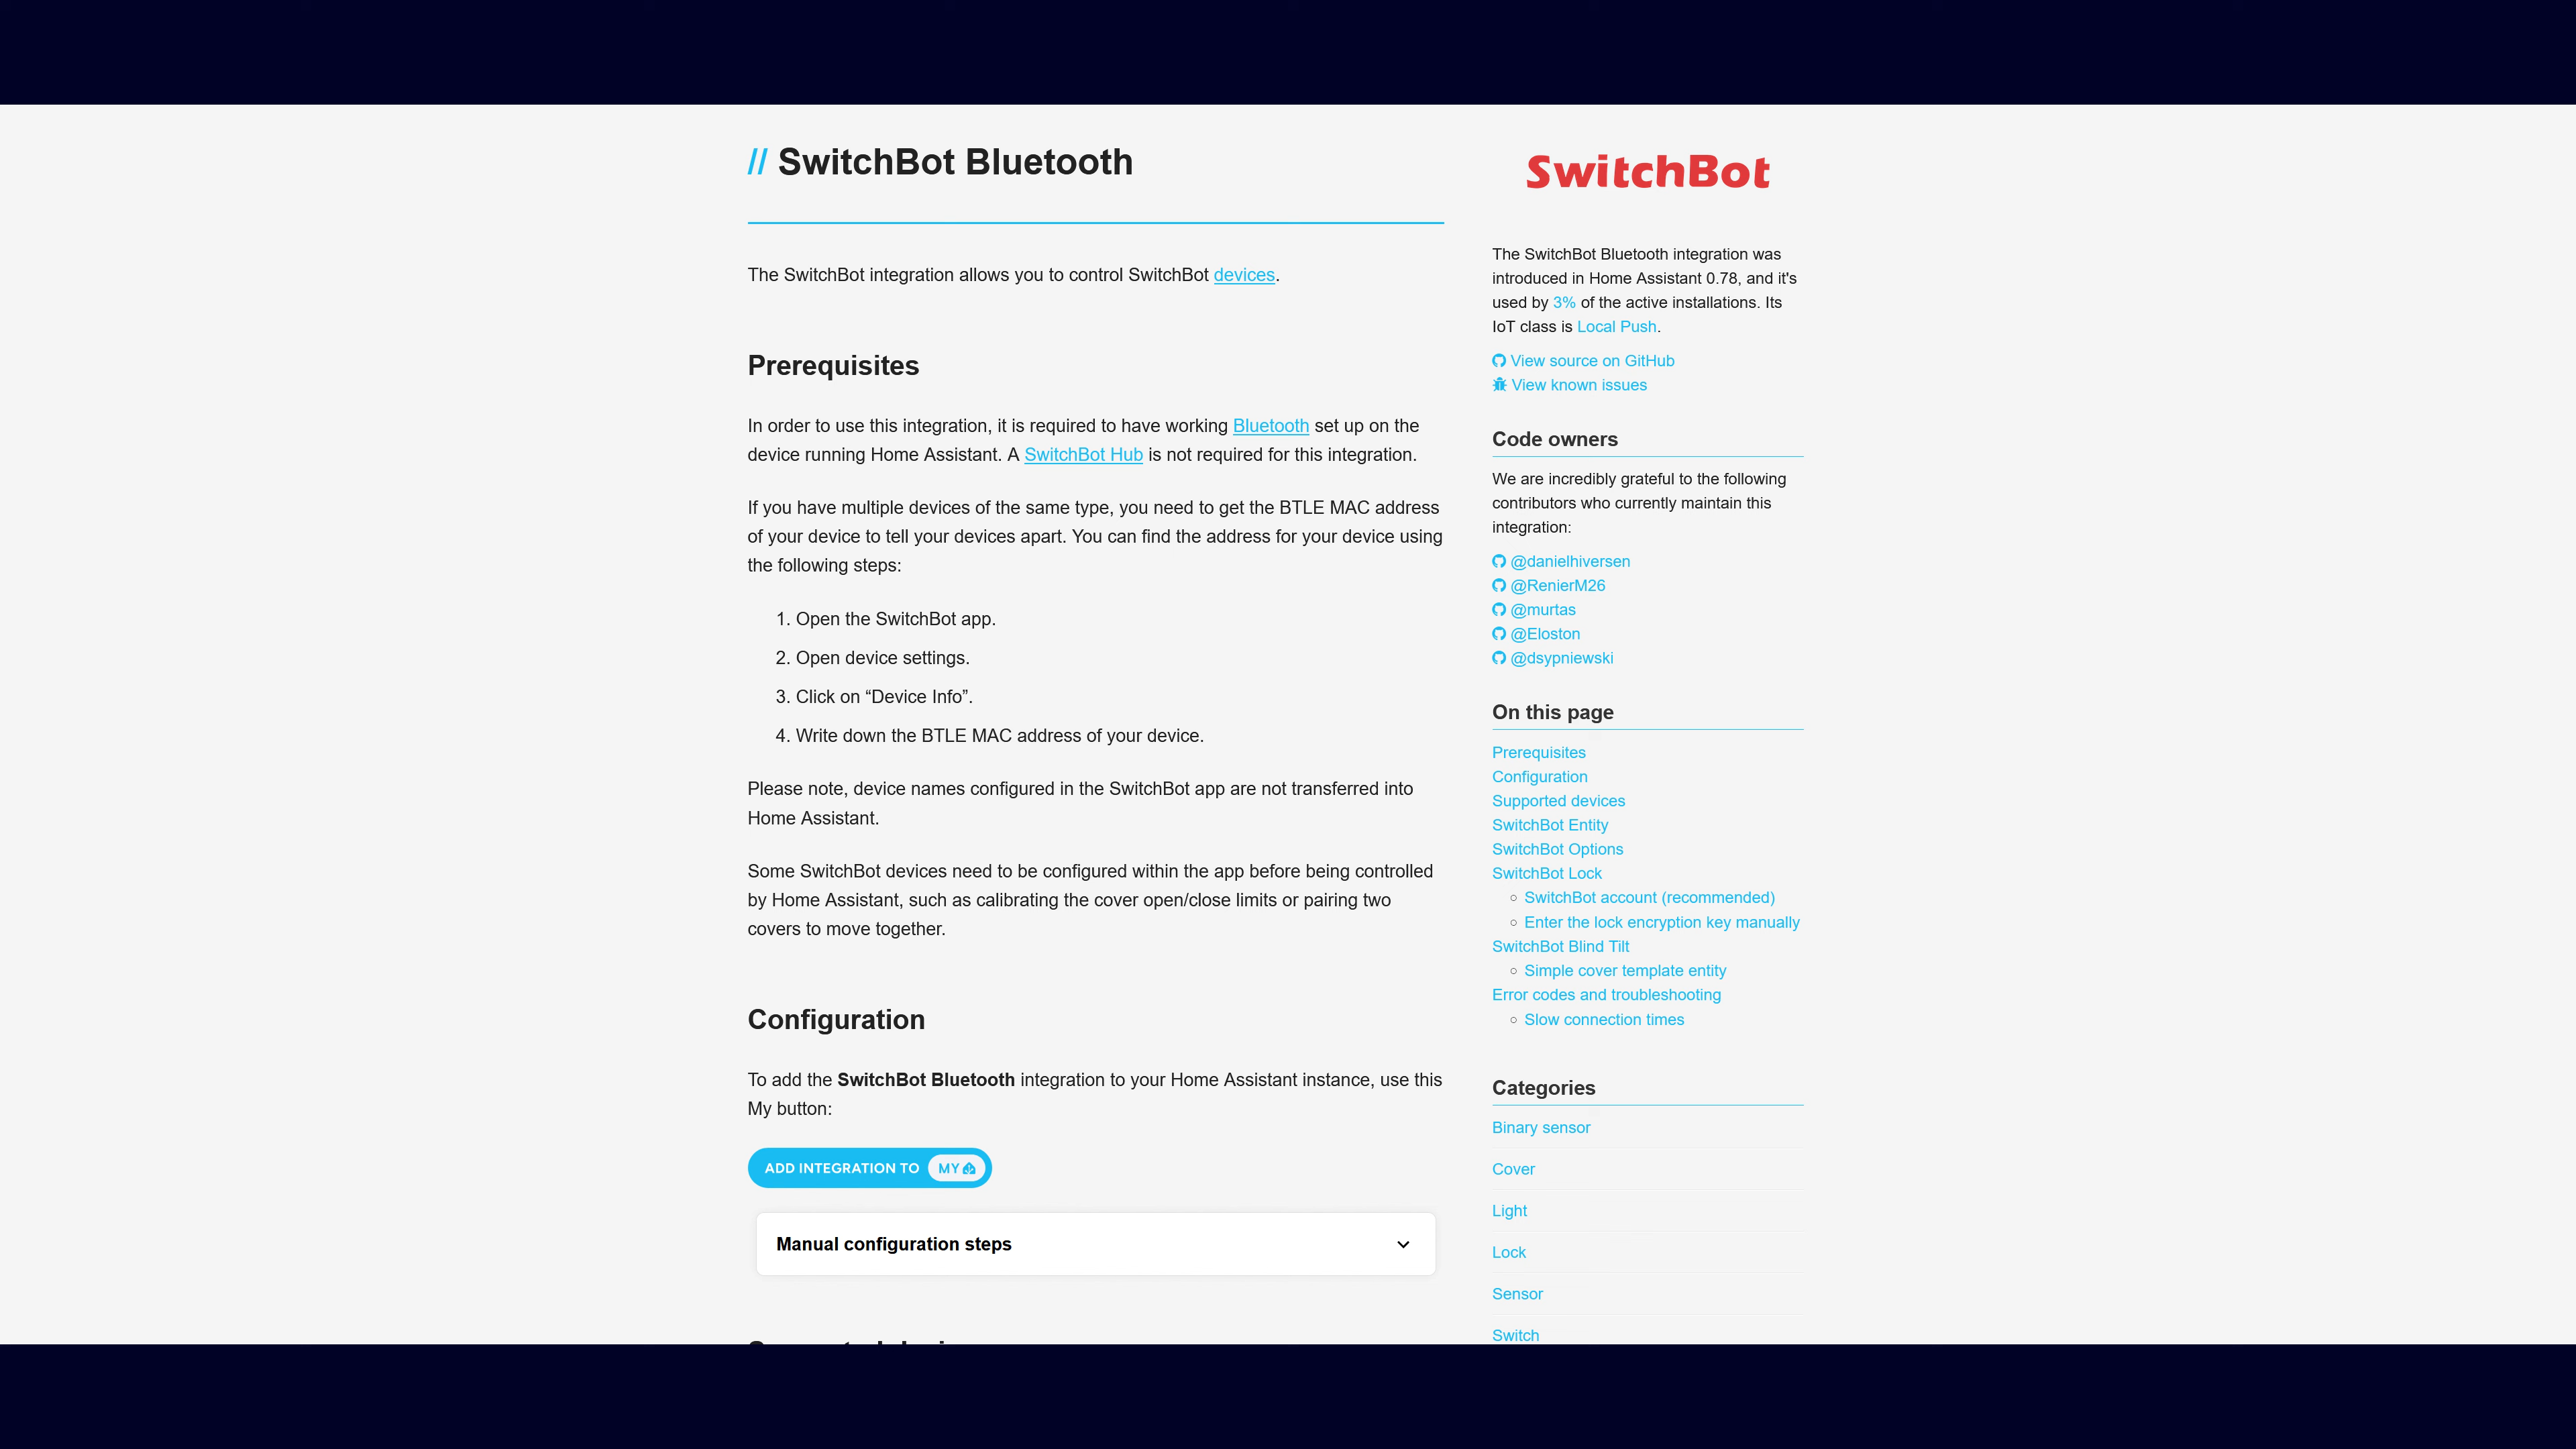 // SwitchBot Bluetooth
The SwitchBot integration allows you to control SwitchBot devices.
Prerequisites
In order to use this integration, it is required to have working Bluetooth set up on the
device running Home Assistant. A SwitchBot Hub is not required for this integration.
If you have multiple devices of the same type, you need to get the BTLE MAC address
of your device to tell your devices apart. You can find the address for your device using
the following steps:
1. Open the SwitchBot app.
2. Open device settings.
3. Click on “Device Info”.
4. Write down the BTLE MAC address of your device.
Please note, device names configured in the SwitchBot app are not transferred into
Home Assistant.
Some SwitchBot devices need to be configured within the app before being controlled
by Home Assistant, such as calibrating the cover open/close limits or pairing two
covers to move together.
Configuration
To add the SwitchBot Bluetooth integration to your Home Assistant instance, use this
My button:
ADD INTEGRATION TO MY
Manual configuration steps
SwitchBot
The SwitchBot Bluetooth integration was
introduced in Home Assistant 0.78, and it's
used by 3% of the active installations. Its
IoT class is Local Push.
View source on GitHub
View known issues
Code owners
We are incredibly grateful to the following
contributors who currently maintain this
integration:
@danielhiversen
@RenierM26
@murtas
@Eloston
@dsypniewski
On this page
Prerequisites
Configuration
Supported devices
SwitchBot Entity
SwitchBot Options
SwitchBot Lock
SwitchBot account (recommended)
Enter the lock encryption key manually
SwitchBot Blind Tilt
Simple cover template entity
Error codes and troubleshooting
Slow connection times
Categories
Binary sensor
Cover
Light
Lock
Sensor
Switch